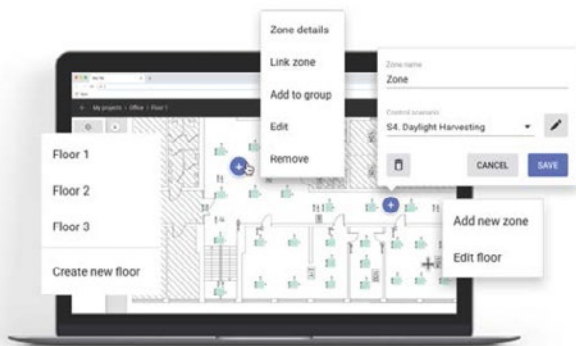 Zone details
Link zone
Add to group
Edit
Remove
Zone name
Zone
Control scenario
S4. Daylight Harvesting
CANCEL
SAVE
My projects > Office > Floor 1
Floor 1
Floor 2
Floor 3
Create new floor
Add new zone
Edit floor